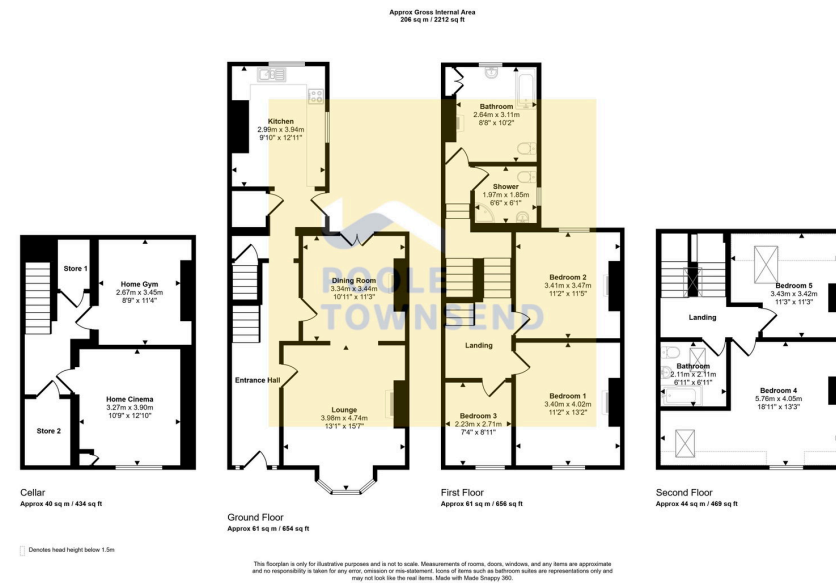 Approx Gross Internal Area
206 sq m / 2212 sq ft
Kitchen
2.99m x 3.94m
9'10" x 12'11"
Bathroom
2.64m x 3.11m
8'8" x 10'2"
Shower
1.97m x 1.85m
6'6" x 6'1"
Store 1
Home Gym
2.67m x 3.45m
8'9" x 11'4"
Dining Room
3.34m x 3.44m
10'11" x 11'3"
Bedroom 2
3.41m x 3.47m
11'2" x 11'5"
Bedroom 5
3.43m x 3.42m
11'3" x 11'3"
POOLE
TOWNSEND
Landing
Landing
Home Cinema
3.27m x 3.90m
10'9" x 12'10"
Store 2
Entrance Hall
Lounge
3.98m x 4.74m
13'1" x 15'7"
Bedroom 3
2.23m x 2.71m
7'4" x 8'11"
Bedroom 1
3.40m x 4.02m
11'2" x 13'2"
Bathroom
2.11m x 2.11m
6'11" x 6'11"
Bedroom 4
5.76m x 4.05m
18'11" x 13'3"
Cellar
Approx 40 sq m / 434 sq ft
Ground Floor
Approx 61 sq m / 654 sq ft
First Floor
Approx 61 sq m / 656 sq ft
Second Floor
Approx 44 sq m / 469 sq ft
Denotes head height below 1.5m
This floorplan is only for illustrative purposes and is not to scale. Measurements of rooms, doors, windows, and any items are approximate
and no responsibility is taken for any error, omission or mis-statement. Icons of items such as bathroom suites are representations only and
may not look like the real items. Made with Made Snappy 360.